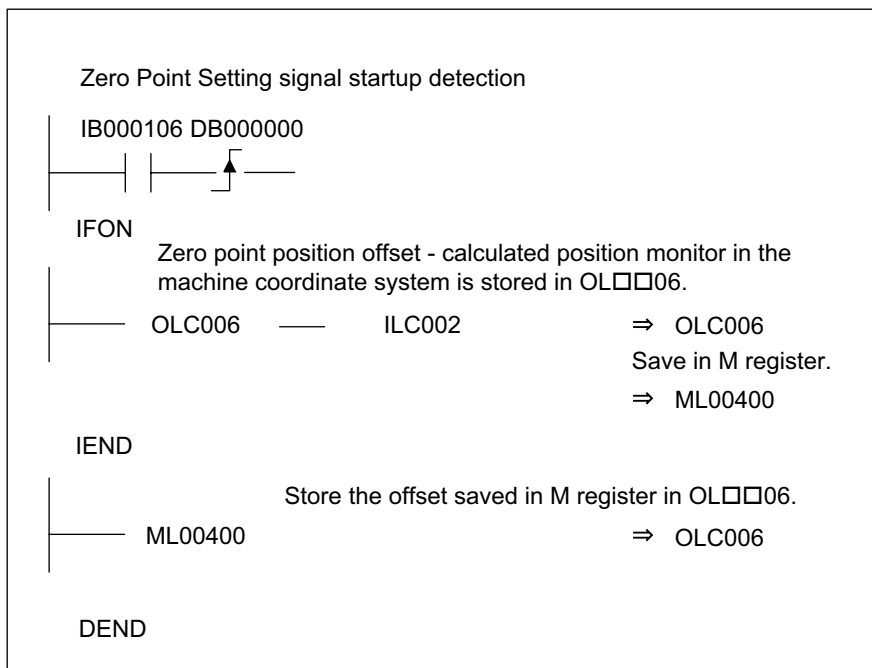 Zero Point Setting signal startup detection
IB000106 DB000000
IFON
Zero point position offset - calculated position monitor in the
machine coordinate system is stored in OL□□06.
OLC006 — ILC002 ⇒ OLC006
Save in M register.
⇒ ML00400
IEND
Store the offset saved in M register in OL□□06.
ML00400 ⇒ OLC006
DEND